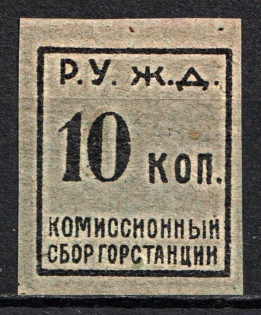 Р. У. Ж. Д.
10 КОП.
КОМИССИОННЫЙ
СБОР ГОРСТАНЦИИ